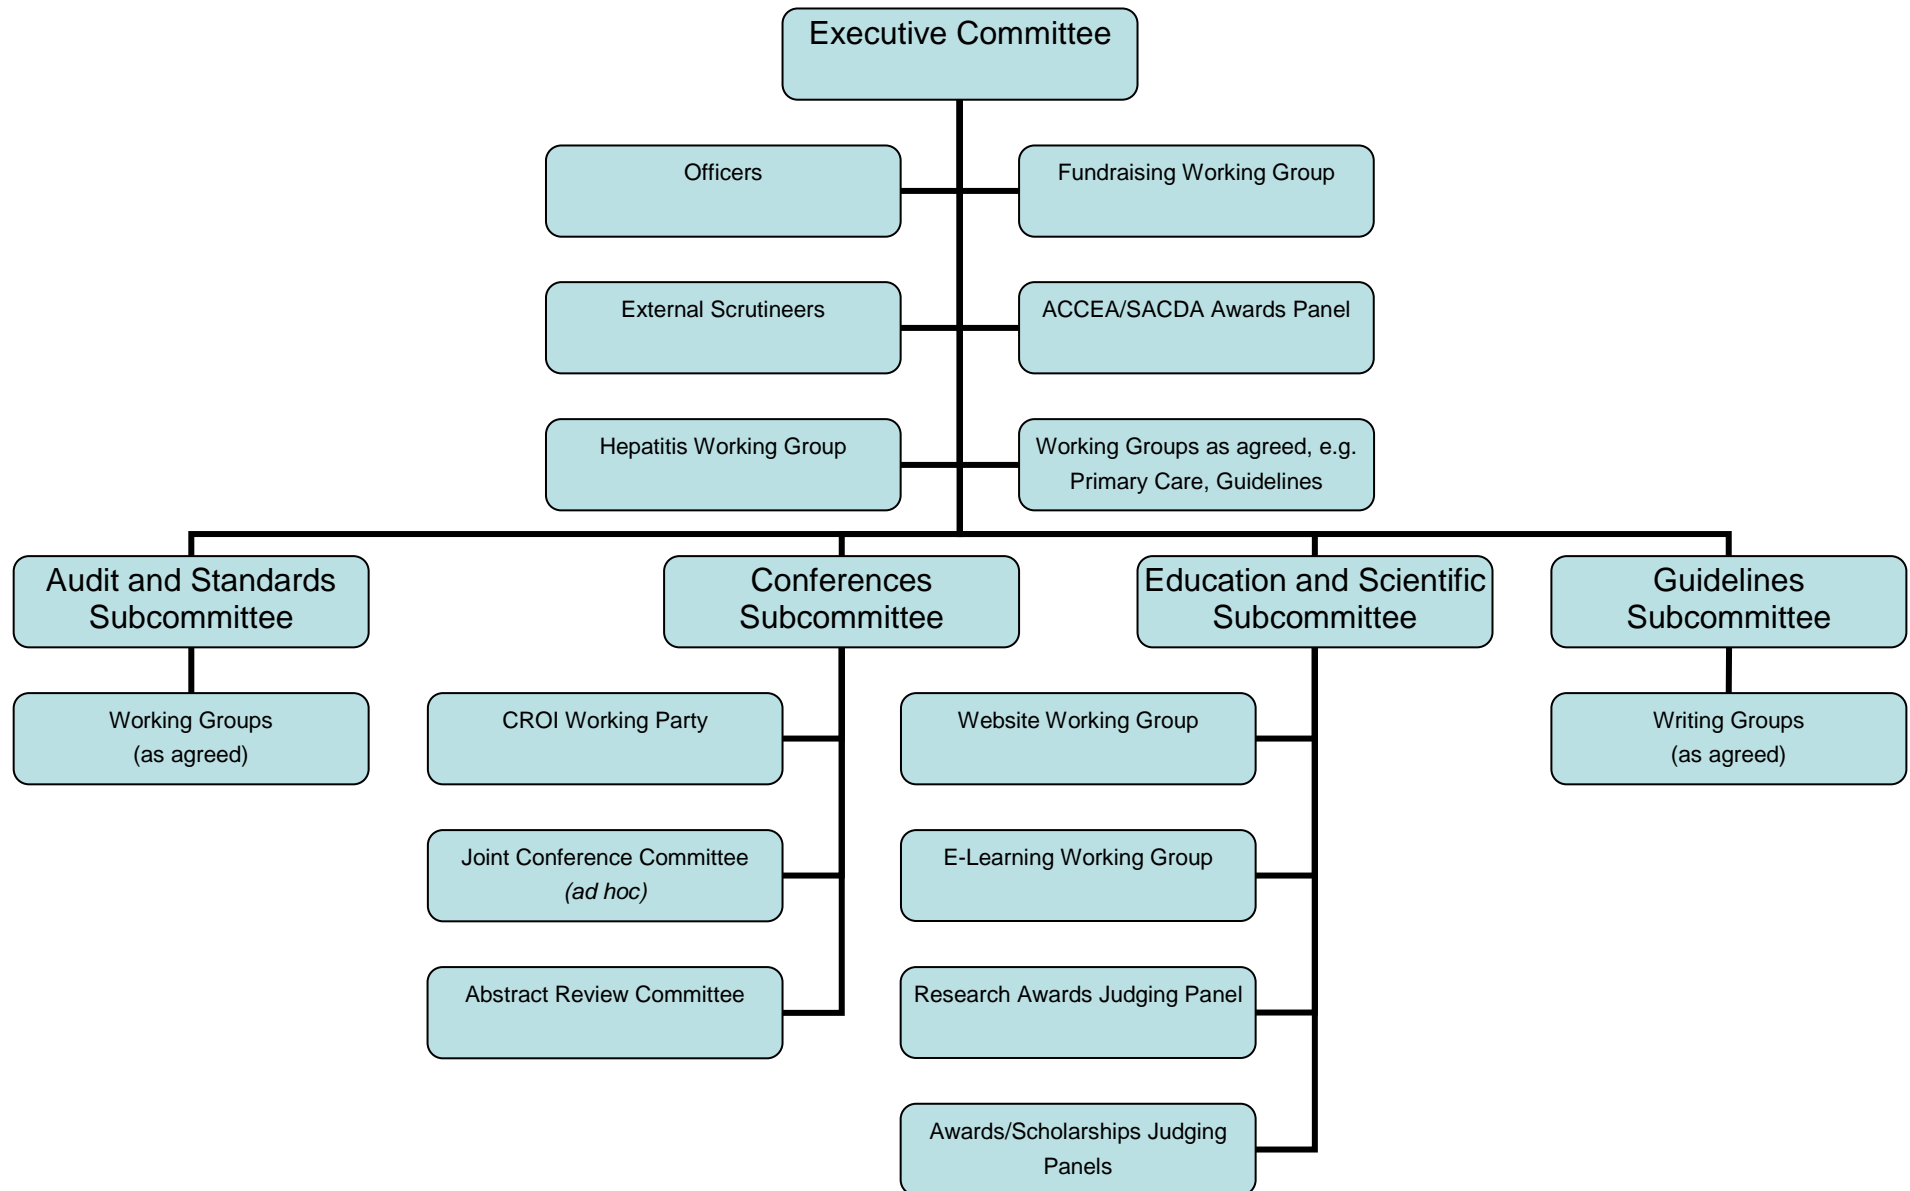 Executive Committee
Officers
Fundraising Working Group
External Scrutineers
ACCEA/SACDA Awards Panel
Hepatitis Working Group
Working Groups as agreed, e.g.
Primary Care, Guidelines
Audit and Standards
Subcommittee
Conferences
Subcommittee
Education and Scientific
Subcommittee
Guidelines
Subcommittee
Working Groups
(as agreed)
CROI Working Party
Website Working Group
Writing Groups
(as agreed)
Joint Conference Committee
(ad hoc)
E-Learning Working Group
Abstract Review Committee
Research Awards Judging Panel
Awards/Scholarships Judging
Panels